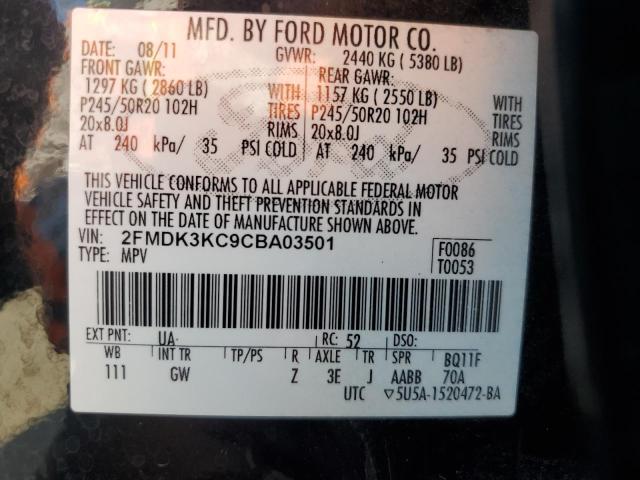 MFD. BY FORD MOTOR CO.
DATE: 08/11 GVWR: 2440 KG ( 5380 LB)
FRONT GAWR: REAR GAWR:
1297 KG ( 2860 LB) WITH 1157 KG ( 2550 LB) WITH
P245/50R20 102H TIRES P245/50R20 102H TIRES
20x8.0J RIMS 20x8.0J RIMS
AT 240 kPa/ 35 PSI COLD AT 240 kPa/ 35 PSI COLD
THIS VEHICLE CONFORMS TO ALL APPLICABLE FEDERAL MOTOR
VEHICLE SAFETY AND THEFT PREVENTION STANDARDS IN
EFFECT ON THE DATE OF MANUFACTURE SHOWN ABOVE.
VIN: 2FMDK3KC9CBA03501 F0086
TYPE: MPV T0053
EXT PNT: UA RC: 52 DSO:
WB INT TR TP/PS R AXLE TR SPR BQ11F
111 GW Z 3E J AABB 70A
UTC ▽5U5A-1520472-BA